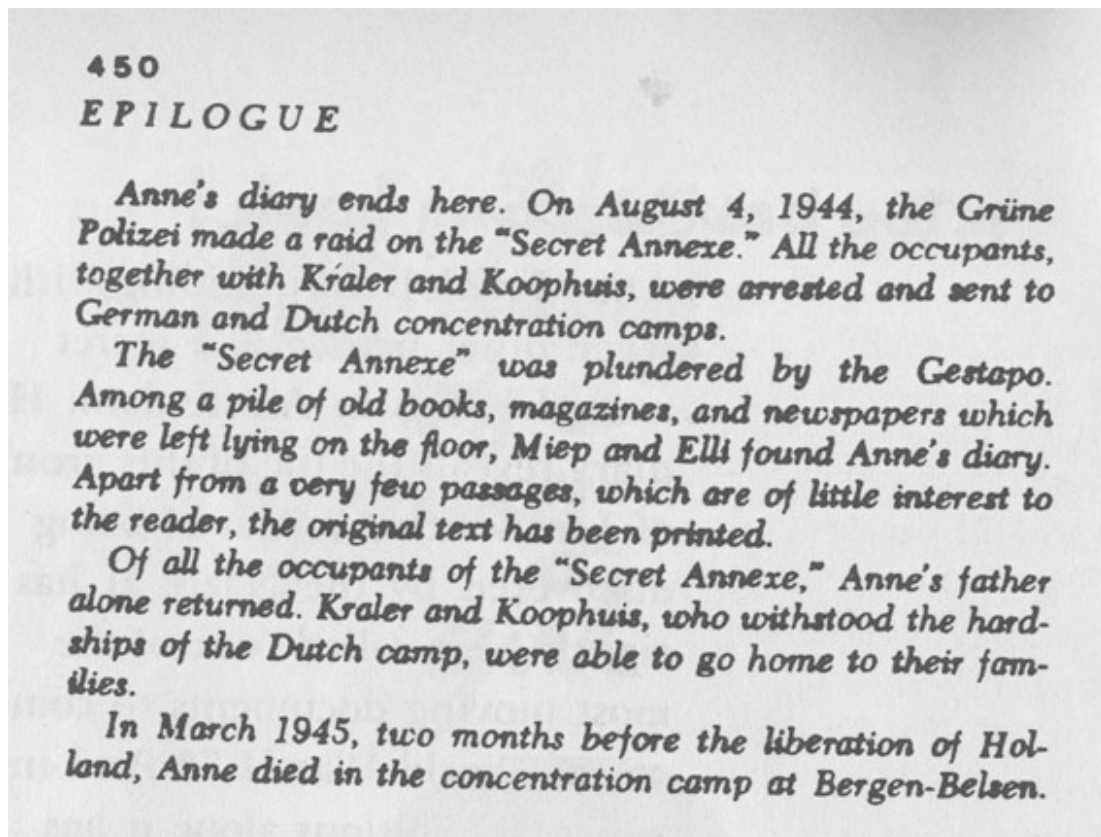 450
EPILOGUE
Anne's diary ends here. On August 4, 1944, the Grüne
Polizei made a raid on the "Secret Annexe." All the occupants,
together with Kraler and Koophuis, were arrested and sent to
German and Dutch concentration camps.
The "Secret Annexe" was plundered by the Gestapo.
Among a pile of old books, magazines, and newspapers which
were left lying on the floor, Miep and Elli found Anne's diary.
Apart from a very few passages, which are of little interest to
the reader, the original text has been printed.
Of all the occupants of the "Secret Annexe," Anne's father
alone returned. Kraler and Koophuis, who withstood the hard-
ships of the Dutch camp, were able to go home to their fam-
ilies.
In March 1945, two months before the liberation of Hol-
land, Anne died in the concentration camp at Bergen-Belsen.